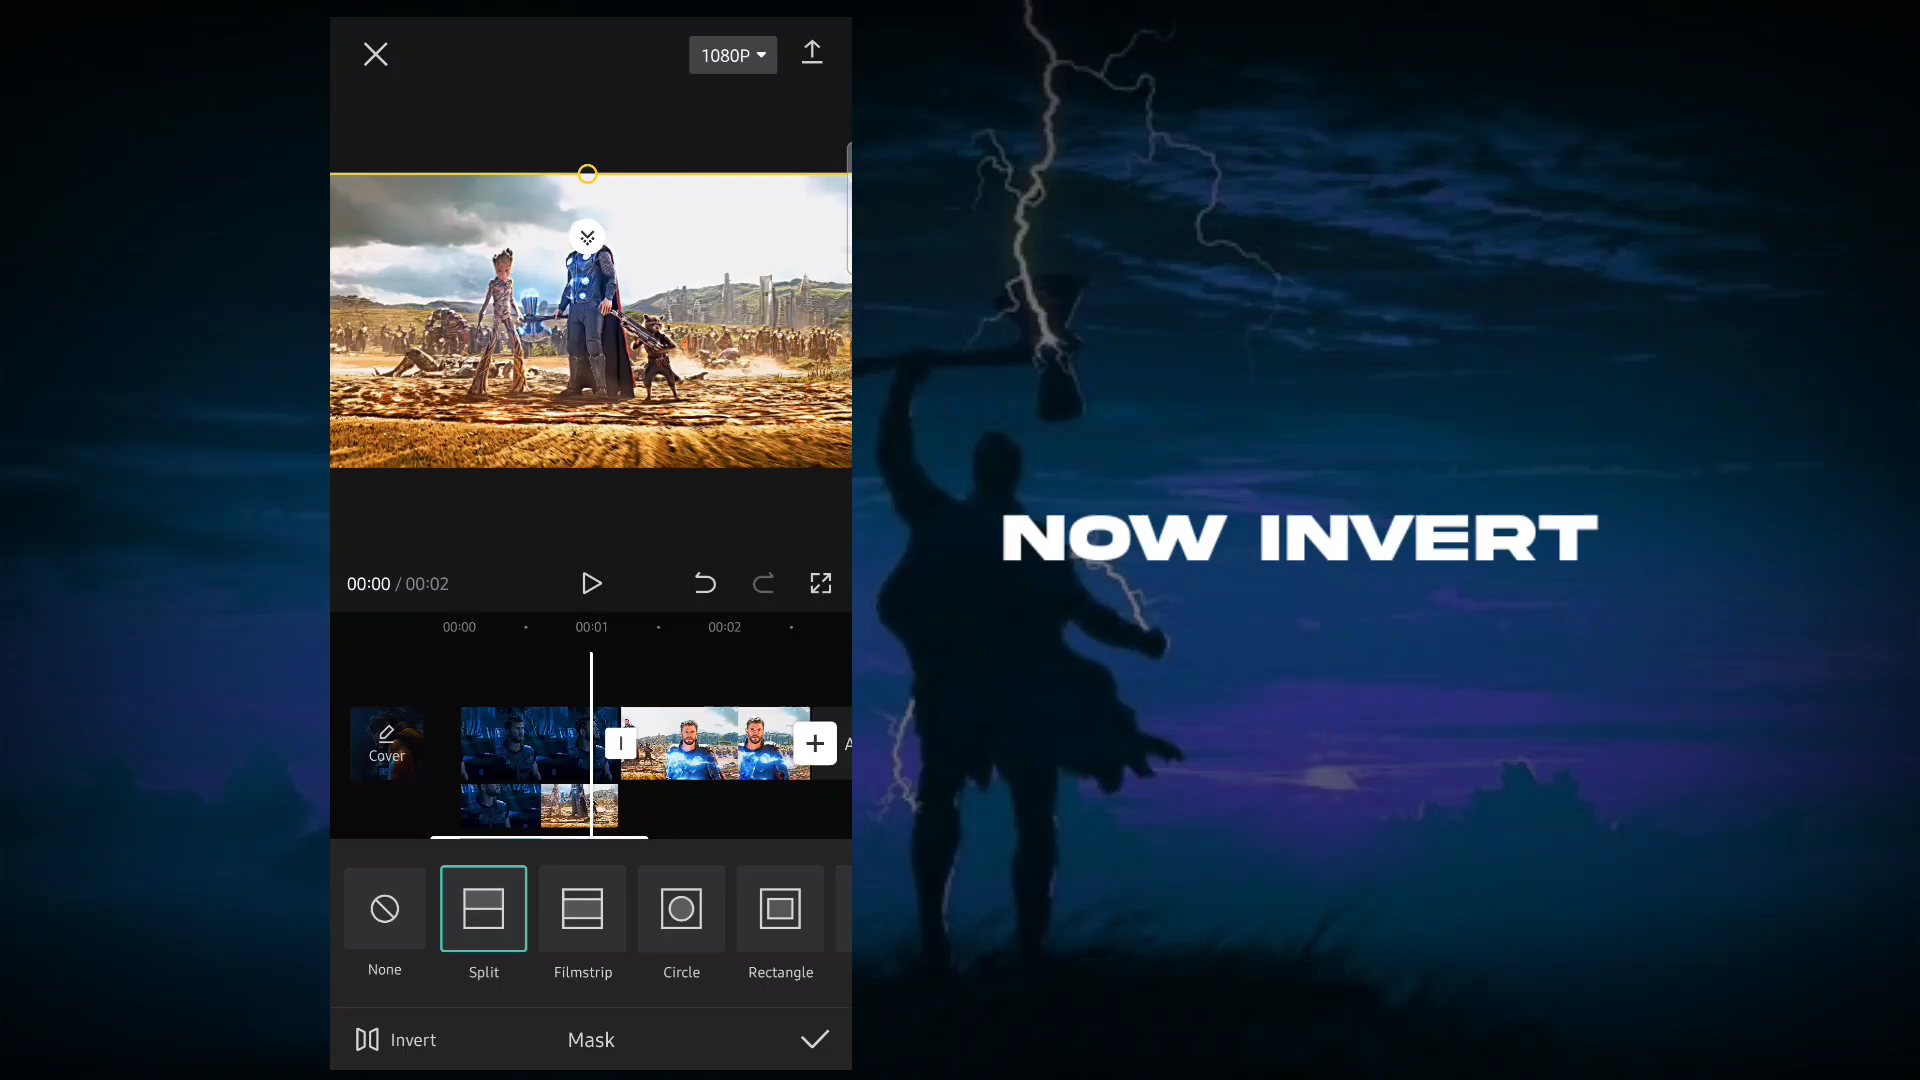 1080P
NOW INVERT
00:00 / 00:02
00:00
00:01
00:02
Cover
A
None
Split
Filmstrip
Circle
Rectangle
Invert
Mask